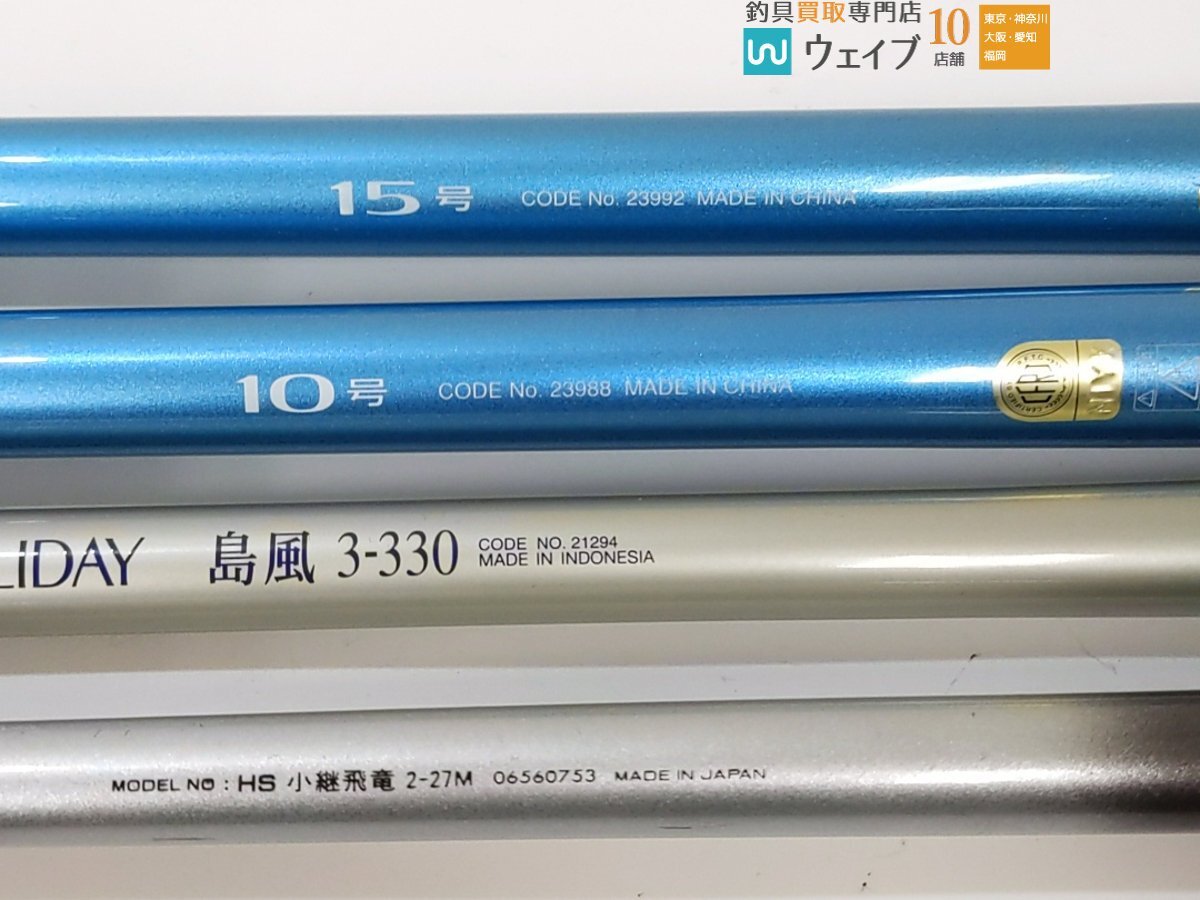 釣具買取専門店
ウェイブ
10
店舗
東京・神奈川
大阪・愛知
福岡
15号 CODE No. 23992 MADE IN CHINA
10号 CODE No. 23988 MADE IN CHINA
LIDAY 島風 3-330 CODE NO. 21294
MADE IN INDONESIA
MODEL NO : HS 小継飛竜 2-27M 06560753 MADE IN JAPAN